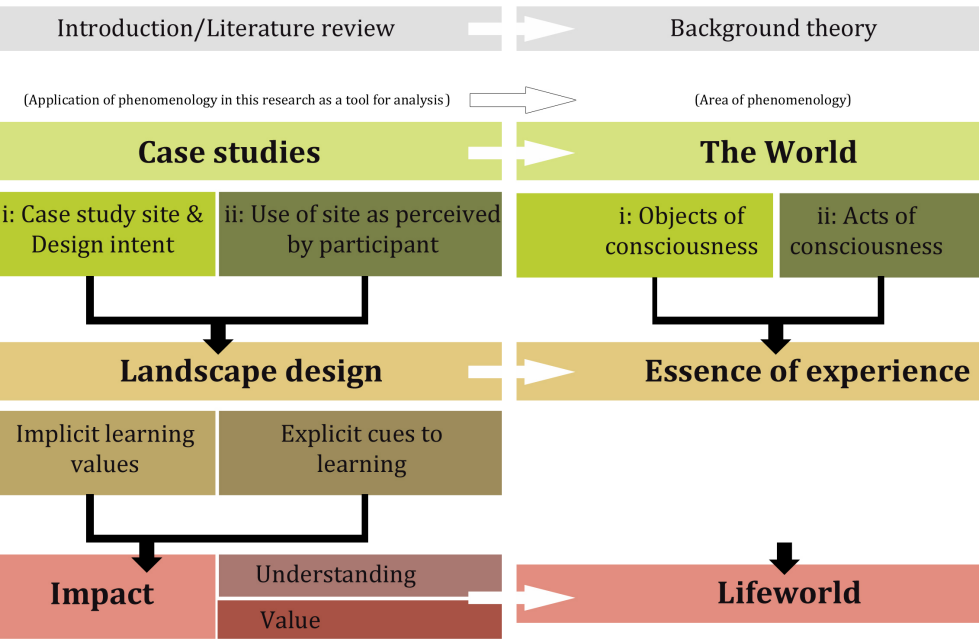 Introduction/Literature review
Background theory
(Application of phenomenology in this research as a tool for analysis)
(Area of phenomenology)
Case studies
The World
i: Case study site &
Design intent
ii: Use of site as perceived
by participant
i: Objects of
consciousness
ii: Acts of
consciousness
Landscape design
Essence of experience
Implicit learning
values
Explicit cues to
learning
Impact
Understanding
Value
Lifeworld